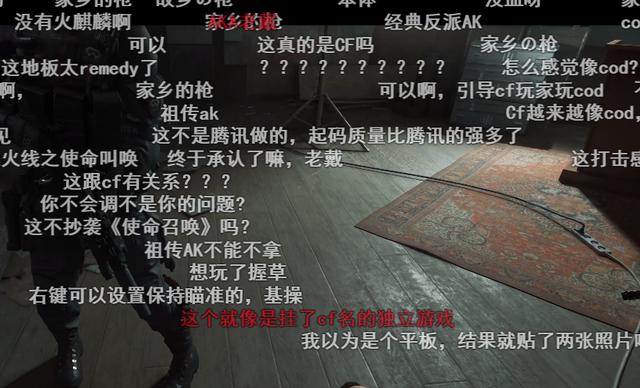 家乡の枪
没有火麒麟啊 家乡的枪 经典反派AK co
可以 这真的是CF吗 家乡の枪
这地板太remedy了 ？？？？？？？？？？ 怎么感觉像cod?
啊， 家乡の枪 可以啊，引导cf玩家玩cod
祖传ak Cf越来越像cod,
见 这不是腾讯做的，起码质量比腾讯的强多了
火线之使命叫唤 终于承认了嘛，老戴 这打击感
这跟cf有关系？？？
你不会调不是你的问题?
这不抄袭《使命召唤》吗？
祖传AK不能不拿
想玩了握草
右键可以设置保持瞄准的，基操
这个就像是挂了cf名的独立游戏
我以为是个平板，结果就贴了两张照片